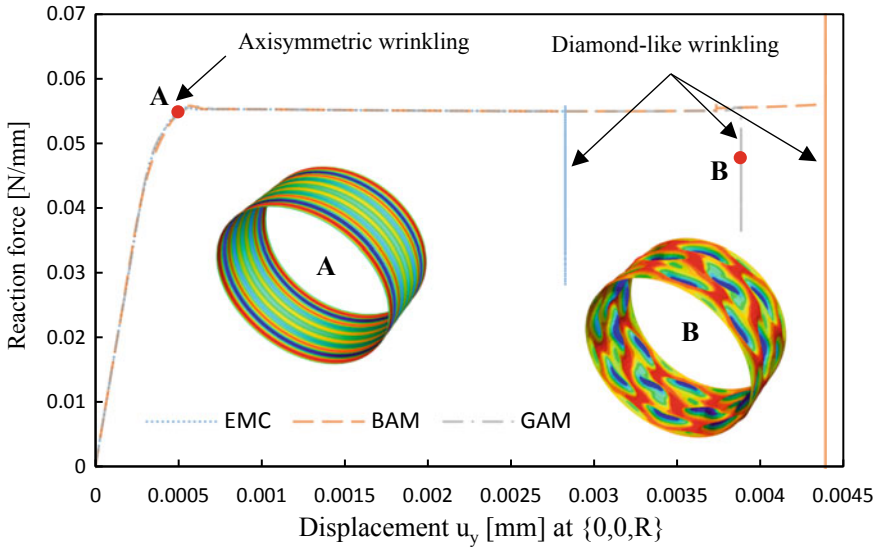 0.07
0.06
0.05
0.04
0.03
0.02
0.01
0
Reaction force [N/mm]
Axisymmetric wrinkling
Diamond-like wrinkling
A
B
A
B
EMC
BAM
GAM
0
0.0005
0.001
0.0015
0.002
0.0025
0.003
0.0035
0.004
0.0045
Displacement u_y [mm] at {0,0,R}